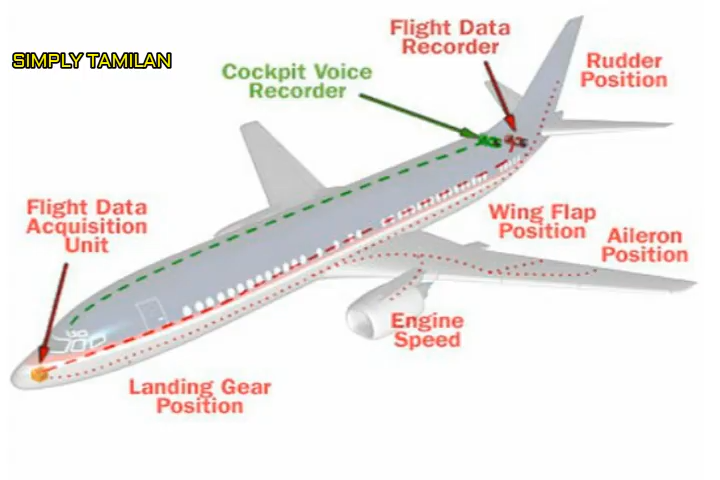 SIMPLY TAMILAN
Flight Data
Recorder
Rudder
Position
Cockpit Voice
Recorder
Flight Data
Acquisition
Unit
Wing Flap
Position
Aileron
Position
Engine
Speed
Landing Gear
Position